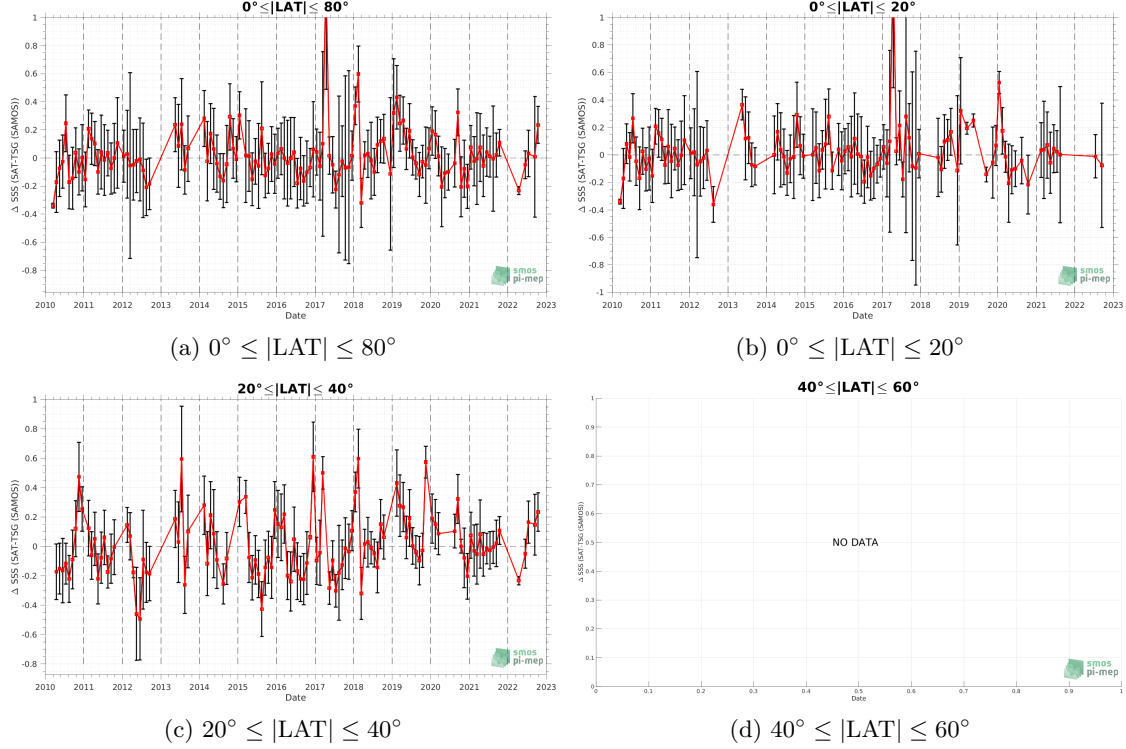 0°≤|LAT|≤ 80°
Δ SSS (SAT-TSG (SAMOS))
1
0.8
0.6
0.4
0.2
0
-0.2
-0.4
-0.6
-0.8
2010 2011 2012 2013 2014 2015 2016 2017 2018 2019 2020 2021 2022 2023
Date
smos
pi-mep
(a) 0° ≤ |LAT| ≤ 80°
0°≤|LAT|≤ 20°
Δ SSS (SAT-TSG (SAMOS))
1
0.8
0.6
0.4
0.2
0
-0.2
-0.4
-0.6
-0.8
-1
2010 2011 2012 2013 2014 2015 2016 2017 2018 2019 2020 2021 2022 2023
Date
smos
pi-mep
(b) 0° ≤ |LAT| ≤ 20°
20°≤|LAT|≤ 40°
Δ SSS (SAT-TSG (SAMOS))
1
0.8
0.6
0.4
0.2
0
-0.2
-0.4
-0.6
-0.8
2010 2011 2012 2013 2014 2015 2016 2017 2018 2019 2020 2021 2022 2023
Date
smos
pi-mep
(c) 20° ≤ |LAT| ≤ 40°
40°≤|LAT|≤ 60°
Δ SSS (SAT-TSG (SAMOS))
1
0.9
0.8
0.7
0.6
0.5
0.4
0.3
0.2
0.1
0
NO DATA
0 0.1 0.2 0.3 0.4 0.5 0.6 0.7 0.8 0.9 1
Date
smos
pi-mep
(d) 40° ≤ |LAT| ≤ 60°